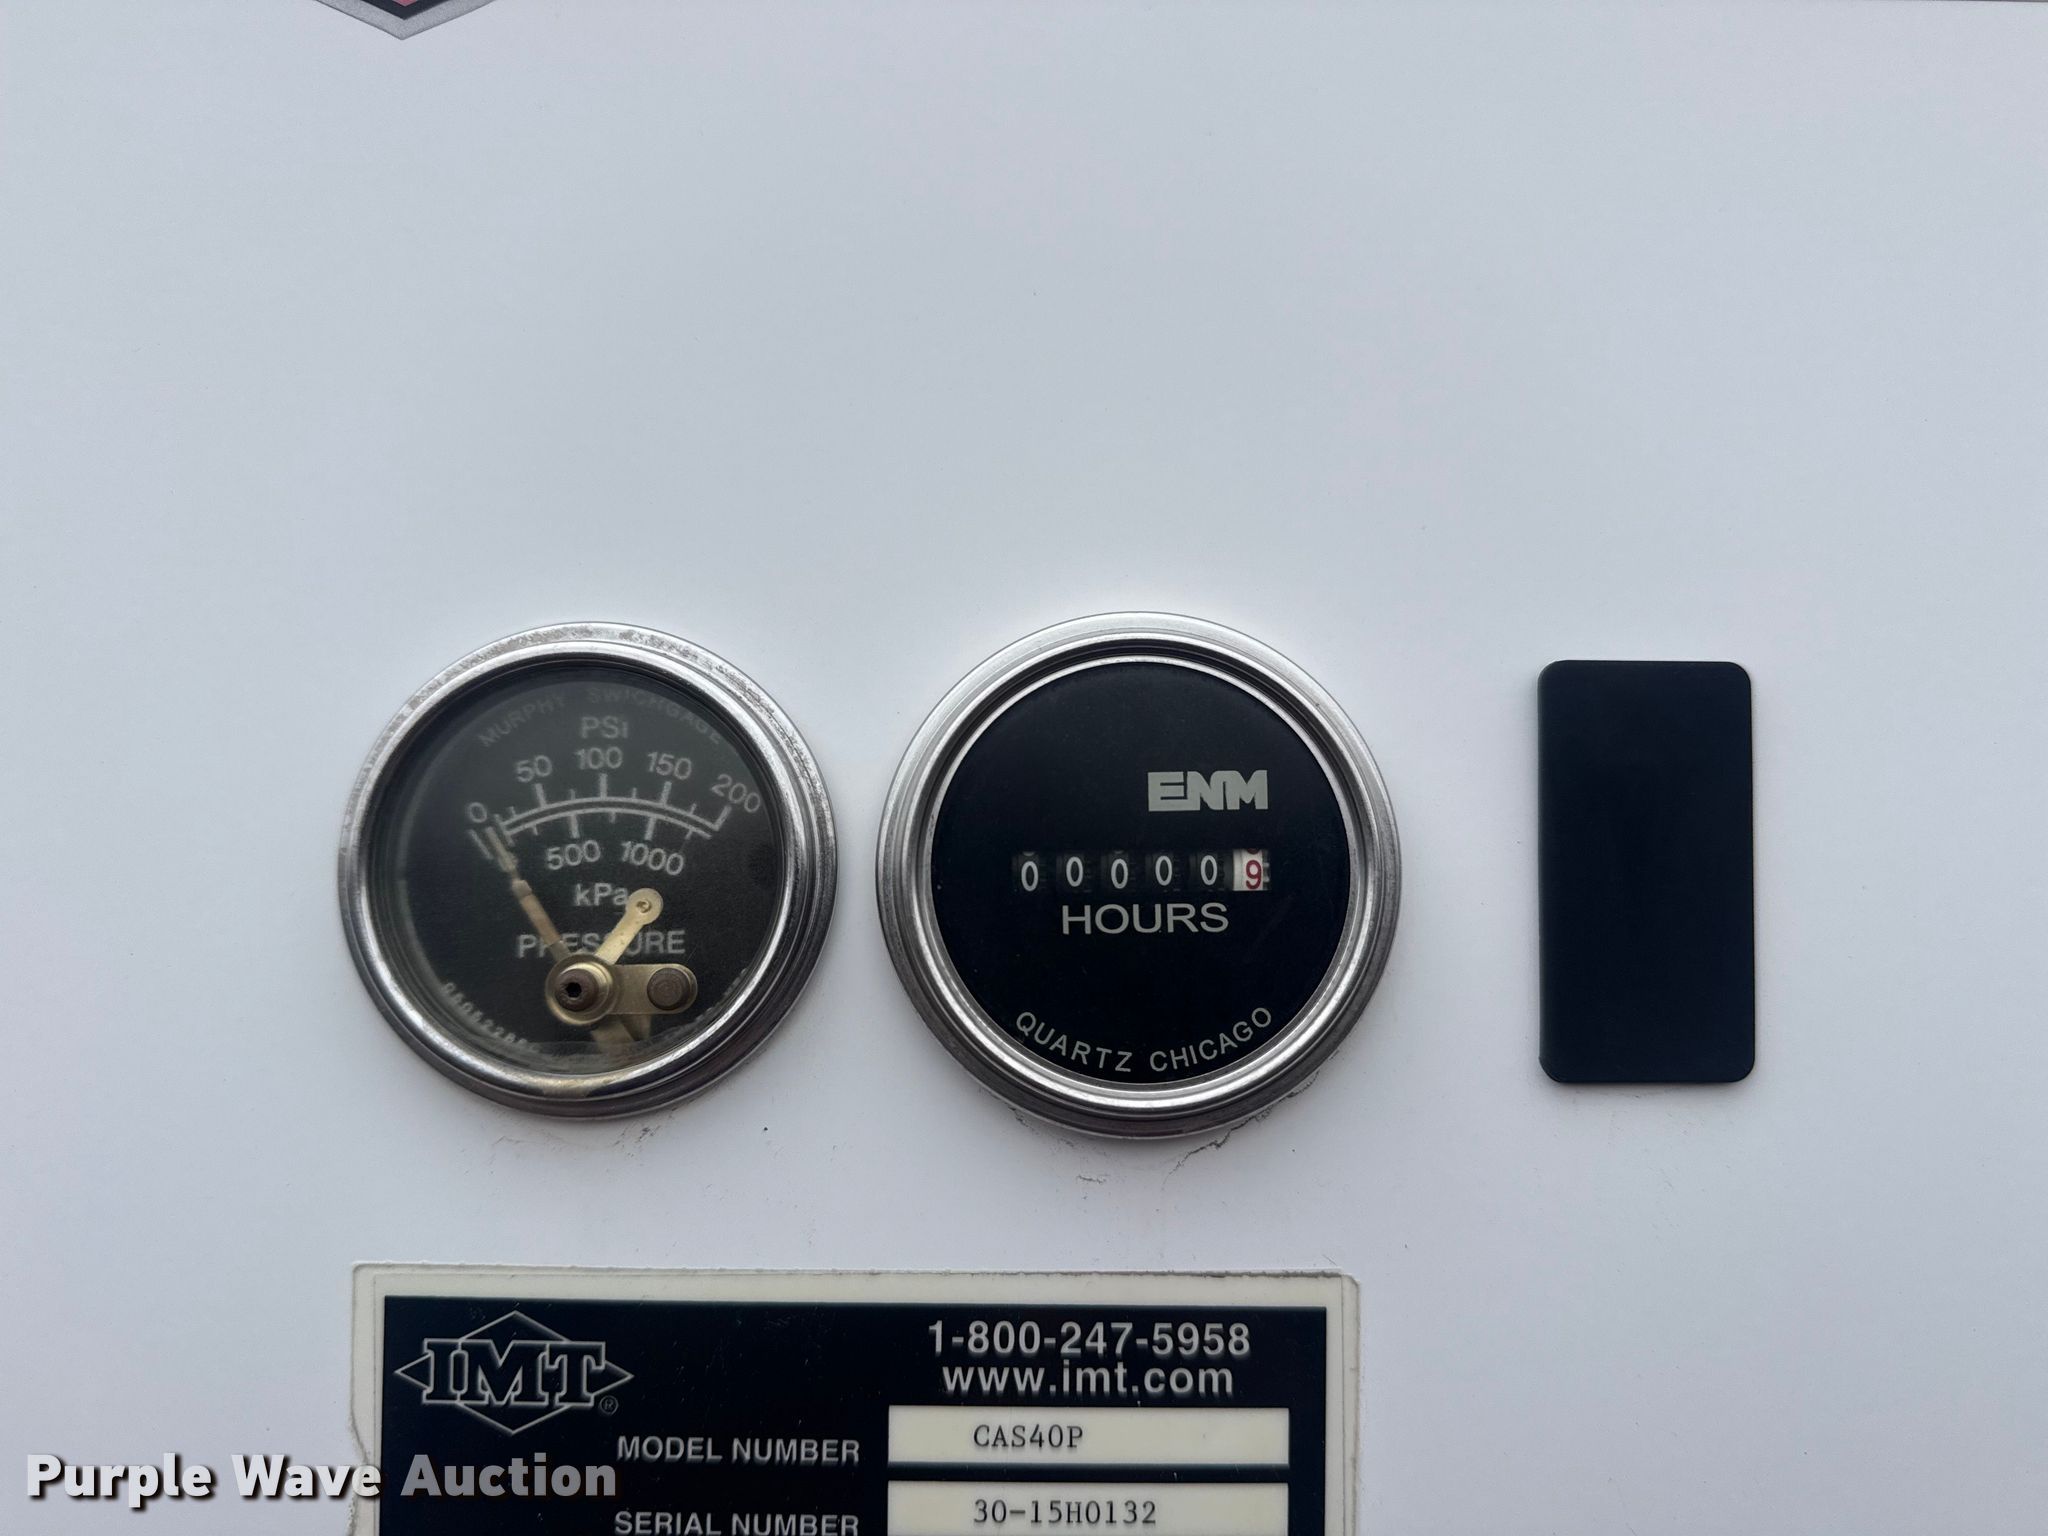 MURPHY SWICHGAGE
PSI
0 50 100 150 200
500 1000
kPa
PRESSURE
ENM
000009
HOURS
QUARTZ CHICAGO
IMT®
1-800-247-5958
www.imt.com
MODEL NUMBER CAS40P
SERIAL NUMBER 30-15H0132
Purple Wave Auction